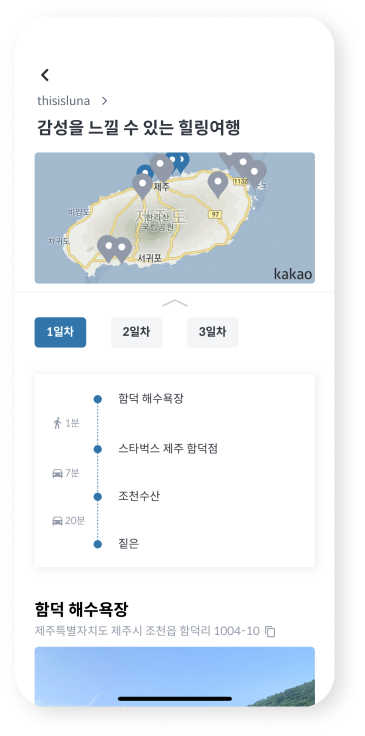 thisisluna
감성을 느낄 수 있는 힐링여행
제주
1132
도
비양도
제주도
한라산
국립공원
97
차귀도
서귀포
kakao
1일차
2일차
3일차
함덕 해수욕장
1분
스타벅스 제주 함덕점
7분
조천수산
20분
짙은
함덕 해수욕장
제주특별자치도 제주시 조천읍 함덕리 1004-10